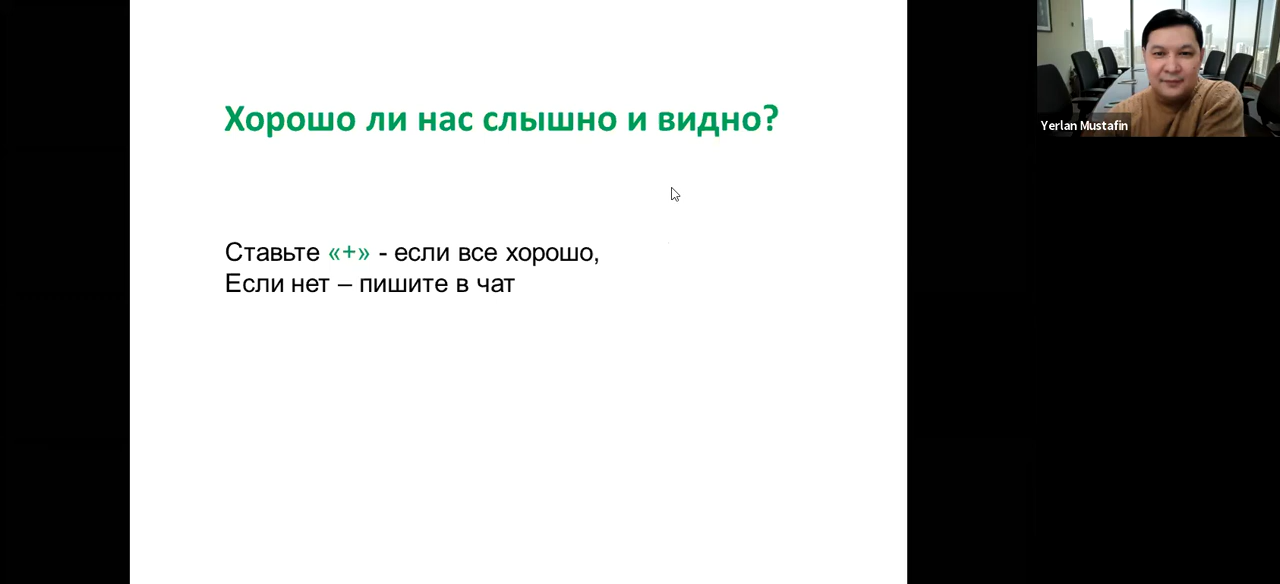 Хорошо ли нас слышно и видно?
Ставьте «+» - если все хорошо,
Если нет – пишите в чат
Yerlan Mustafin